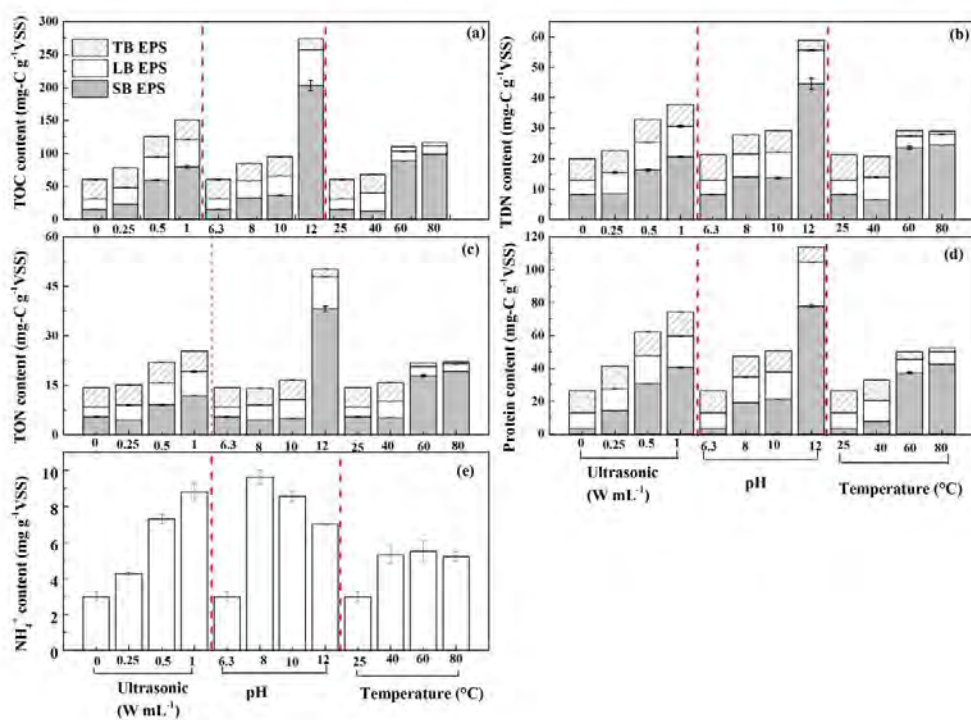 (a)
TOC content (mg-C g⁻¹VSS)
300
250
200
150
100
50
0
TB EPS
LB EPS
SB EPS
0 0.25 0.5 1 6.3 8 10 12 25 40 60 80
(b)
TDN content (mg-C g⁻¹VSS)
60
50
40
30
20
10
0
0 0.25 0.5 1 6.3 8 10 12 25 40 60 80
(c)
TON content (mg-C g⁻¹VSS)
60
45
30
15
0
0 0.25 0.5 1 6.3 8 10 12 25 40 60 80
(d)
Protein content (mg-C g⁻¹VSS)
120
100
80
60
40
20
0
0 0.25 0.5 1 6.3 8 10 12 25 40 60 80
Ultrasonic
(W mL⁻¹)
pH
Temperature (°C)
(e)
NH₄⁺ content (mg g⁻¹VSS)
10
8
6
4
2
0
0 0.25 0.5 1 6.3 8 10 12 25 40 60 80
Ultrasonic
(W mL⁻¹)
pH
Temperature (°C)